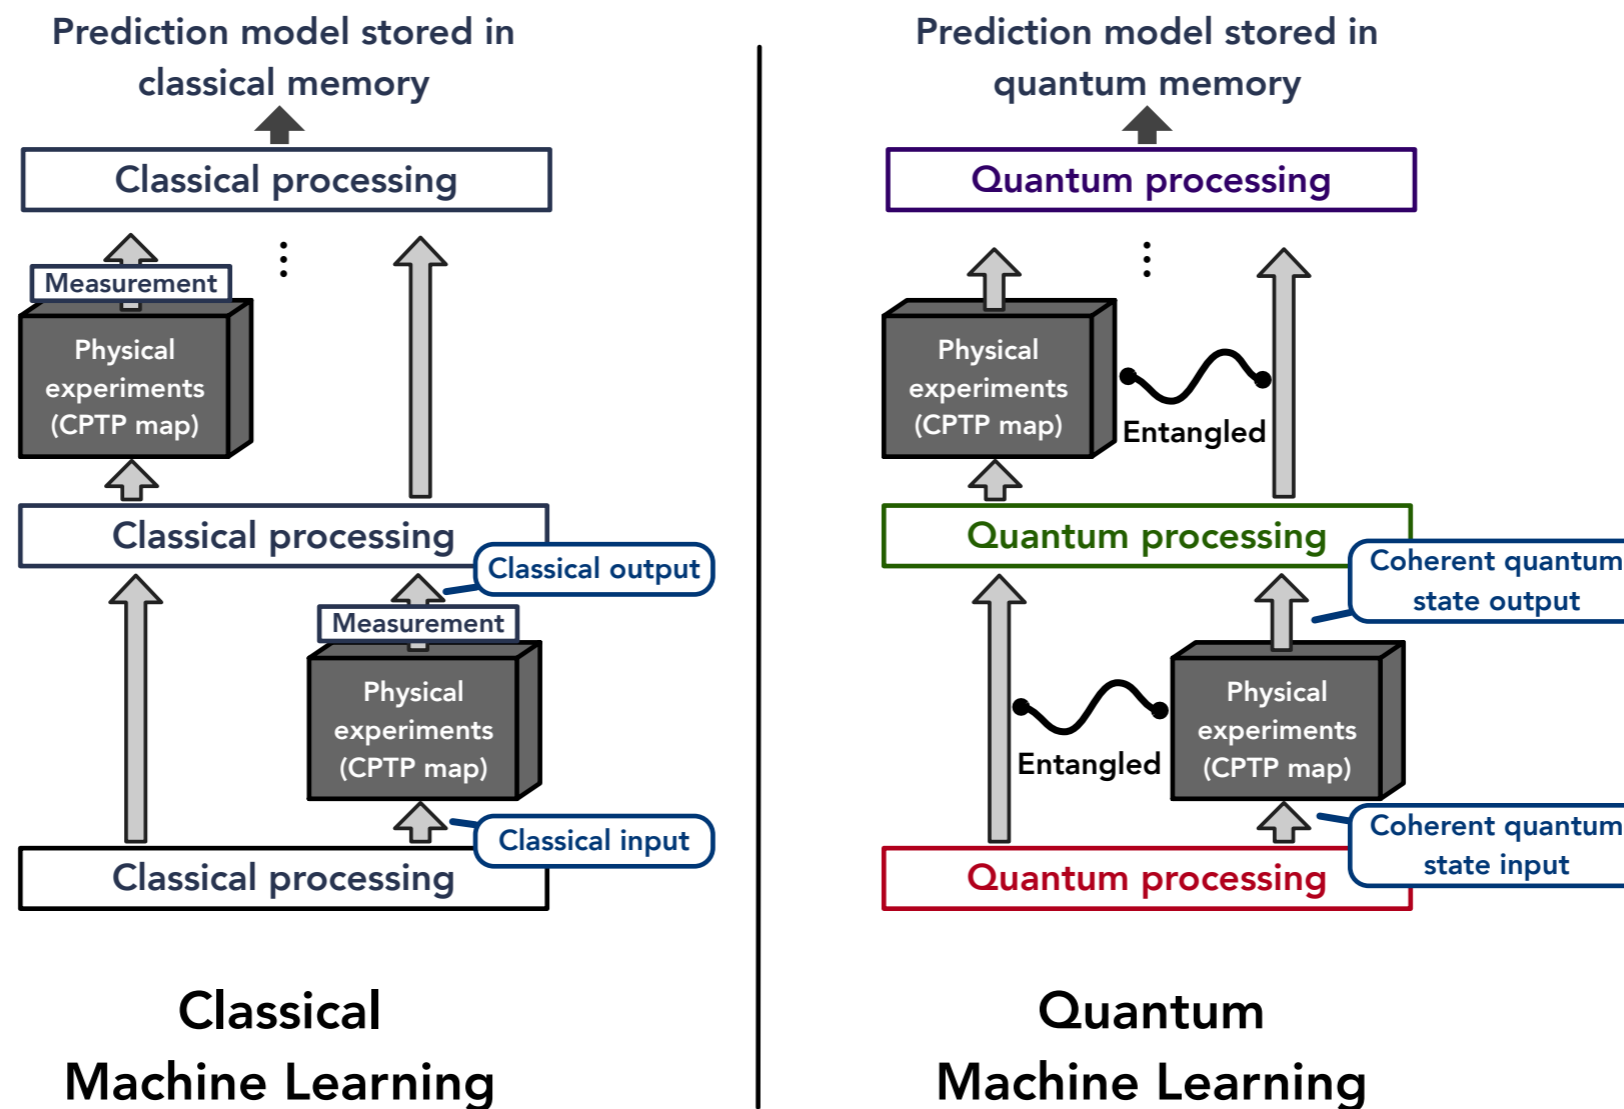 Prediction model stored in
classical memory
Classical processing
⋮
Measurement
Physical
experiments
(CPTP map)
Classical processing
Classical output
Measurement
Physical
experiments
(CPTP map)
Classical input
Classical processing
Classical
Machine Learning
Prediction model stored in
quantum memory
Quantum processing
⋮
Physical
experiments
(CPTP map)
Entangled
Quantum processing
Coherent quantum
state output
Physical
experiments
(CPTP map)
Entangled
Coherent quantum
state input
Quantum processing
Quantum
Machine Learning